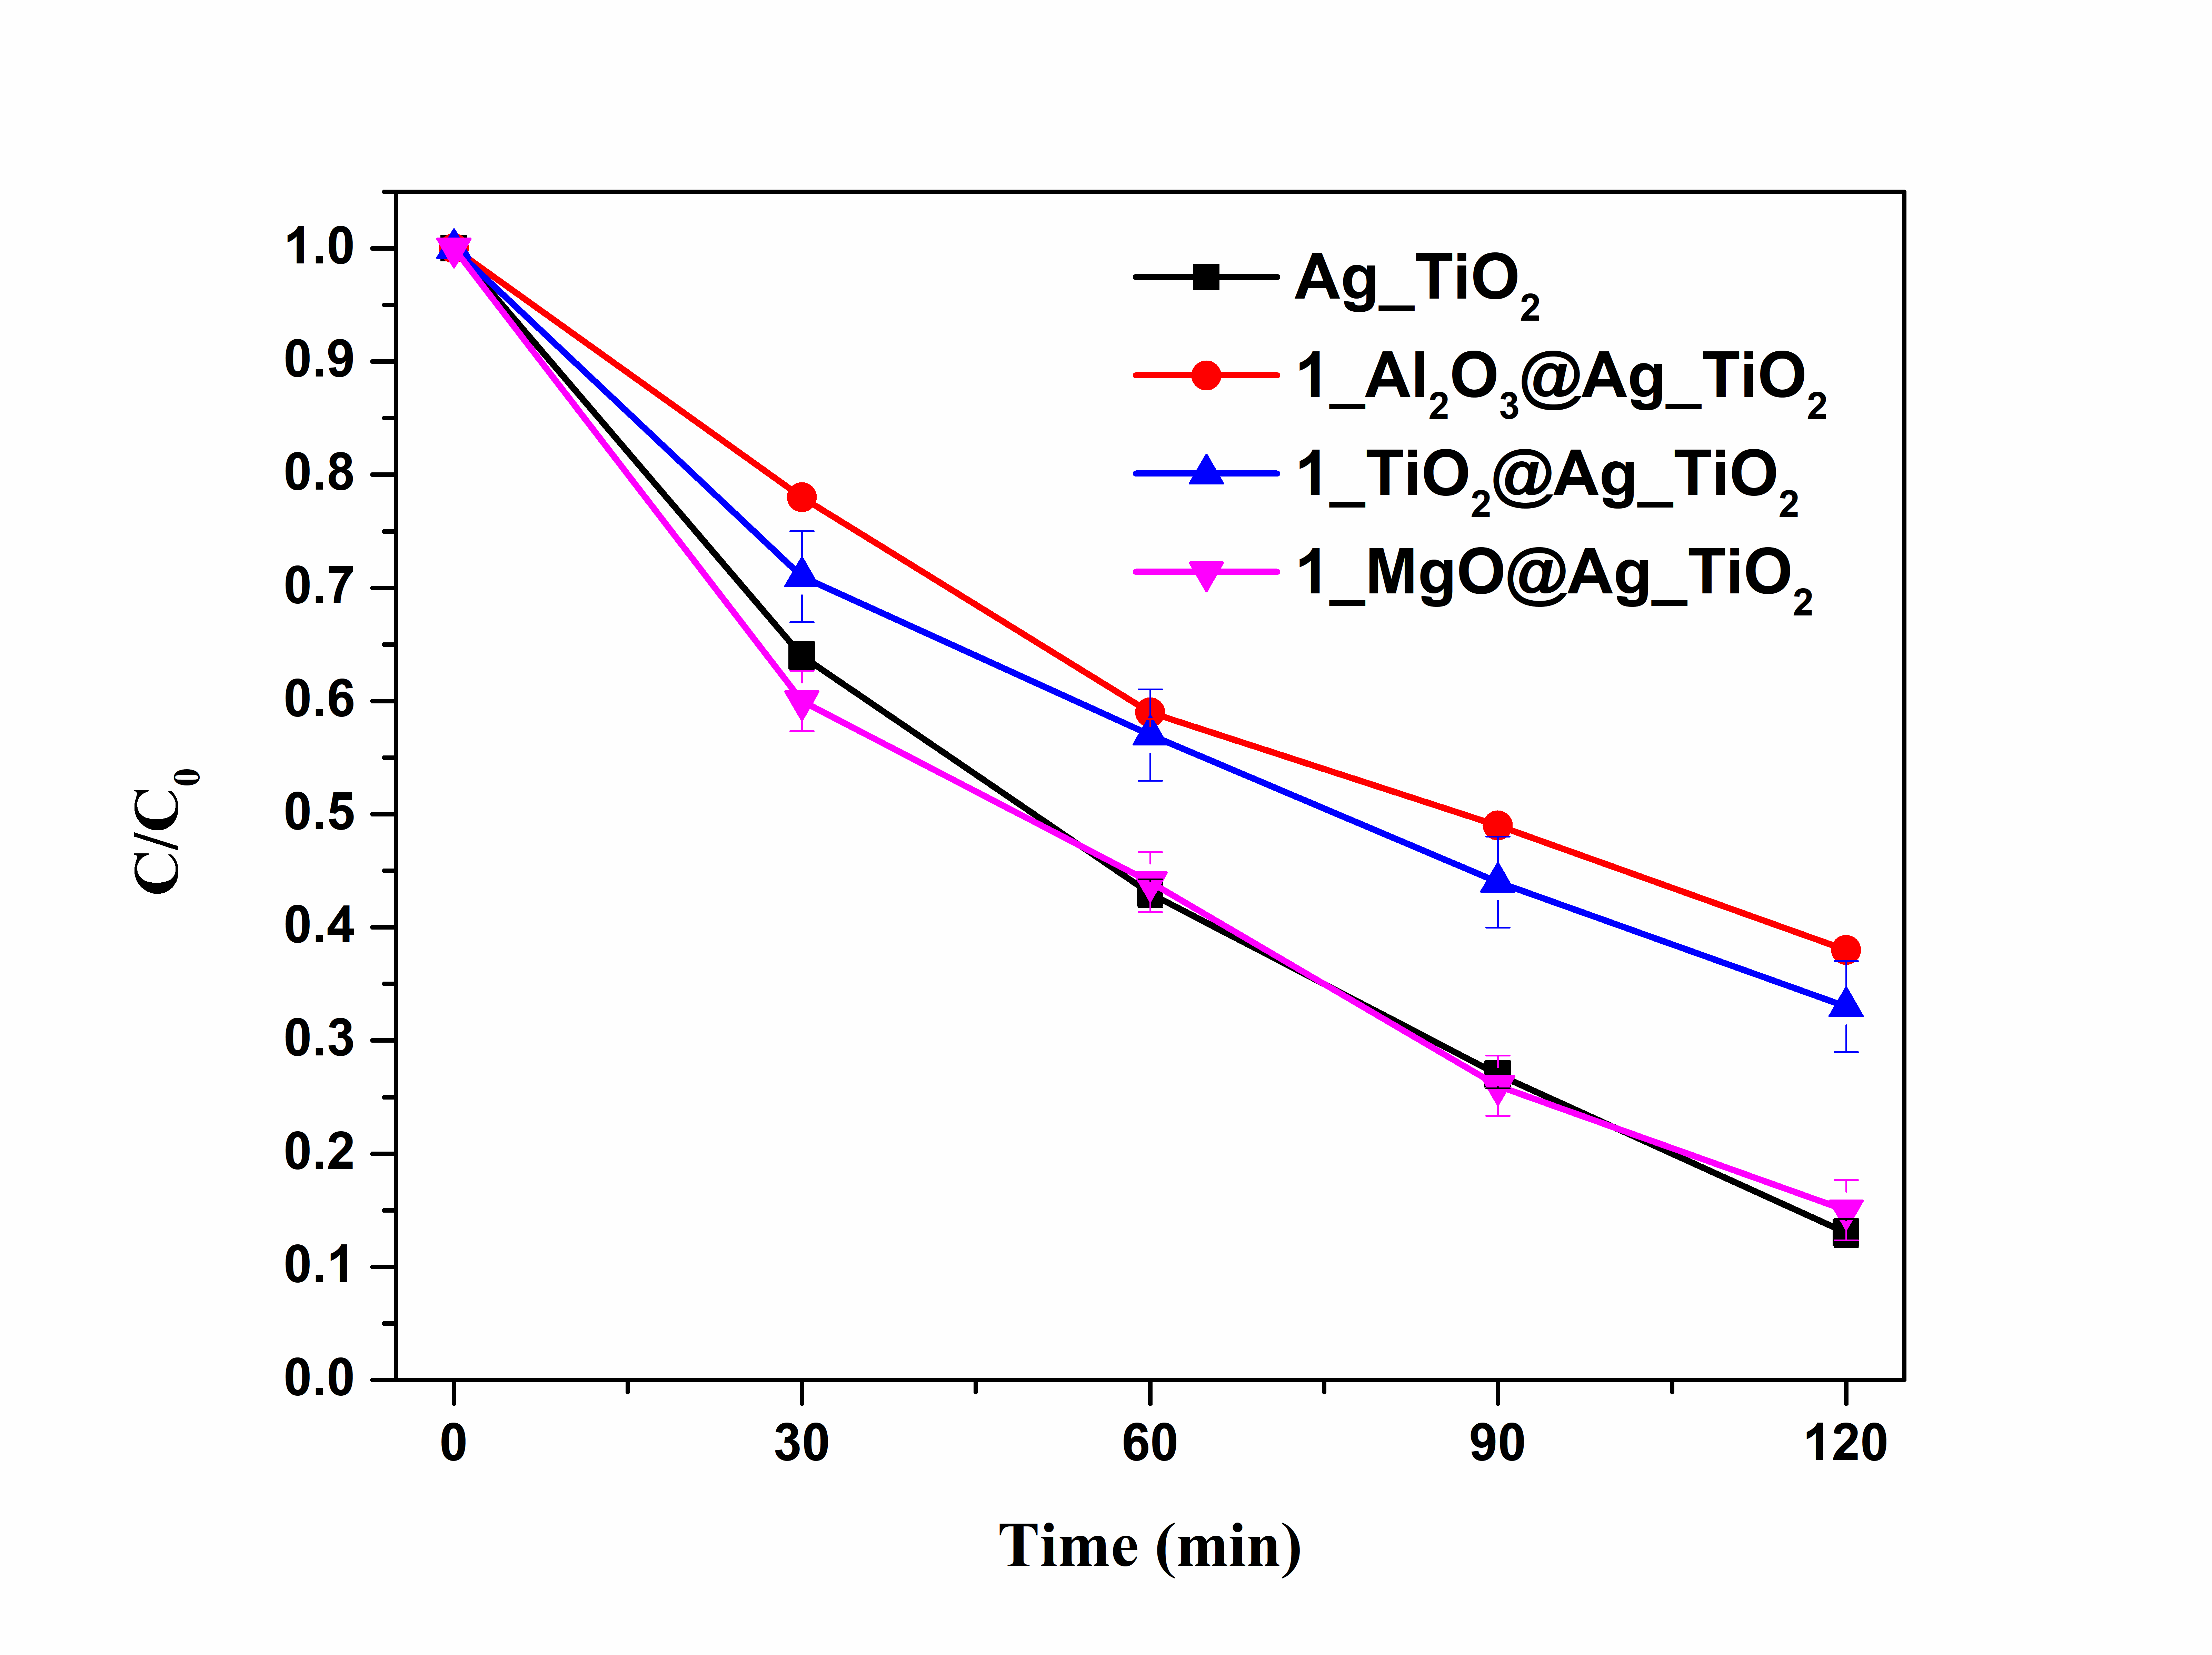 Ag_TiO₂
1_Al₂O₃@Ag_TiO₂
1_TiO₂@Ag_TiO₂
1_MgO@Ag_TiO₂
1.0
0.9
0.8
0.7
0.6
0.5
0.4
0.3
0.2
0.1
0.0
C/C₀
0 30 60 90 120
Time (min)